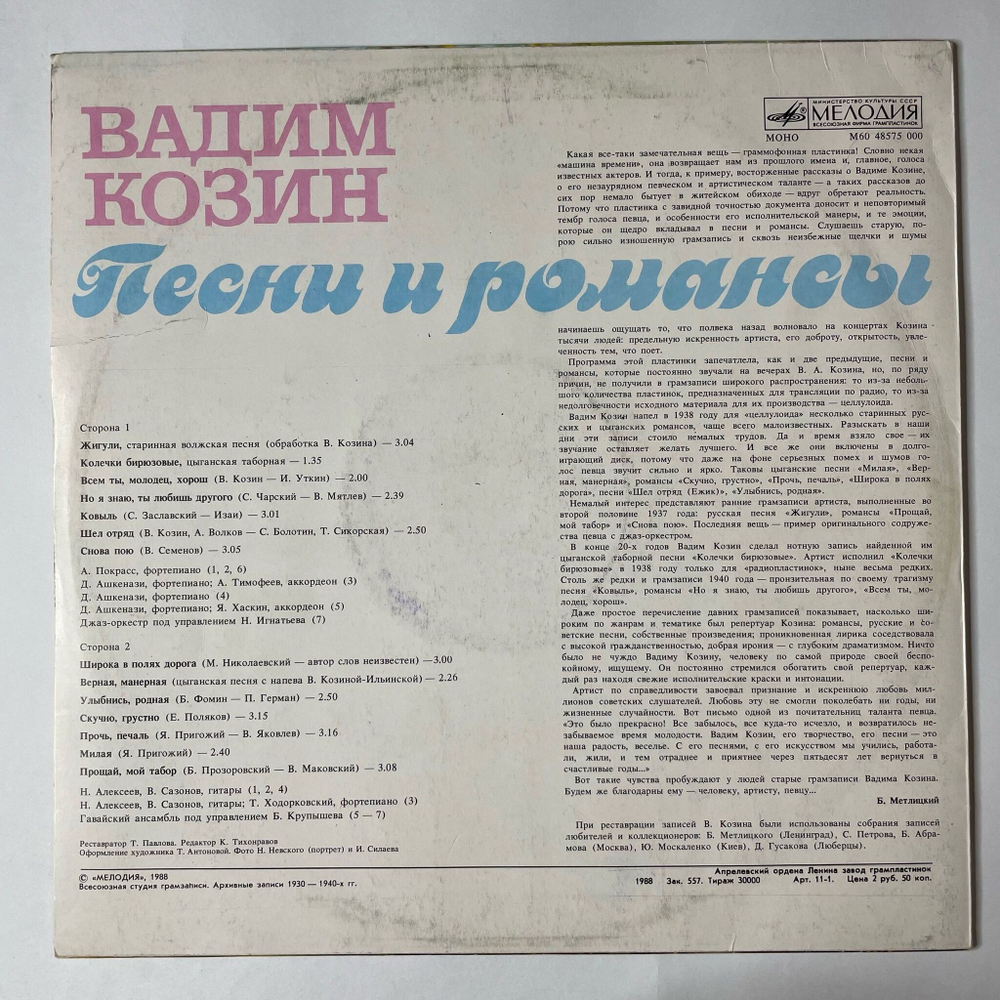 ВАДИМ
КОЗИН
Песни и романсы
МИНИСТЕРСТВО КУЛЬТУРЫ СССР
МЕЛОДИЯ
ВСЕСОЮЗНАЯ ФИРМА ГРАМПЛАСТИНОК
МОНО М60 48575 000
Сторона 1
Жигули, старинная волжская песня (обработка В. Козина) — 3.04
Колечки бирюзовые, цыганская таборная — 1.35
Всем ты, молодец, хорош (В. Козин — И. Уткин) — 2.00
Но я знаю, ты любишь другого (С. Чарский — В. Мятлев) — 2.39
Ковыль (С. Заславский — Изаи) — 3.01
Шел отряд (В. Козин, А. Волков — С. Болотин, Т. Сикорская) — 2.50
Снова пою (В. Семенов) — 3.05
А. Покрасс, фортепиано (1, 2, 6)
Д. Ашкенази, фортепиано; А. Тимофеев, аккордеон (3)
Д. Ашкенази, фортепиано (4)
Д. Ашкенази, фортепиано; Я. Хаскин, аккордеон (5)
Джаз-оркестр под управлением Н. Игнатьева (7)
Сторона 2
Широка в полях дорога (М. Николаевский — автор слов неизвестен) —3.00
Верная, манерная (цыганская песня с напева В. Козиной-Ильинской) — 2.26
Улыбнись, родная (Б. Фомин — П. Герман) — 2.50
Скучно, грустно (Е. Поляков) — 3.15
Прочь, печаль (Я. Пригожий — В. Яковлев) — 3.16
Милая (Я. Пригожий) — 2.40
Прощай, мой табор (Б. Прозоровский — В. Маковский) — 3.08
Н. Алексеев, В. Сазонов, гитары (1, 2, 4)
Н. Алексеев, В. Сазонов, гитары; Т. Ходорковский, фортепиано (3)
Гавайский ансамбль под управлением Б. Крупышева (5 — 7)
Реставратор Т. Павлова. Редактор К. Тихонравов
Оформление художника Т. Антоновой. Фото Н. Невского (портрет) и И. Силаева
Какая все-таки замечательная вещь — граммофонная пластинка! Словно некая
«машина времени», она возвращает нам из прошлого имена и, главное, голоса
известных актеров. И тогда, к примеру, восторженные рассказы о Вадиме Козине,
о его незаурядном певческом и артистическом таланте — а таких рассказов до
сих пор немало бытует в житейском обиходе — вдруг обретают реальность.
Потому что пластинка с завидной точностью документа доносит и неповторимый
тембр голоса певца, и особенности его исполнительской манеры, и те эмоции,
которые он щедро вкладывал в песни и романсы. Слушаешь старую, по-
рою сильно изношенную грамзапись и сквозь неизбежные щелчки и шумы
начинаешь ощущать то, что полвека назад волновало на концертах Козина
тысячи людей: предельную искренность артиста, его доброту, открытость, увле-
ченность тем, что поет.
Программа этой пластинки запечатлела, как и две предыдущие, песни и
романсы, которые постоянно звучали на вечерах В. А. Козина, но, по ряду
причин, не получили в грамзаписи широкого распространения: то из-за неболь-
шого количества пластинок, предназначенных для трансляции по радио, то из-за
недолговечности исходного материала для их производства — целлулоида.
Вадим Козин напел в 1938 году для «целлулоида» несколько старинных рус-
ских и цыганских романсов, чаще всего малоизвестных. Разыскать в наши
дни эти записи стоило немалых трудов. Да и время взяло свое — их
звучание оставляет желать лучшего. И все же они включены в долго-
играющий диск, потому что даже на фоне серьезных помех и шумов го-
лос певца звучит сильно и ярко. Таковы цыганские песни «Милая», «Вер-
ная, манерная», романсы «Скучно, грустно», «Прочь, печаль», «Широка в полях
дорога», песни «Шел отряд (Ежик)», «Улыбнись, родная».
Немалый интерес представляют ранние грамзаписи артиста, выполненные во
второй половине 1937 года: русская песня «Жигули», романсы «Прощай,
мой табор» и «Снова пою». Последняя вещь — пример оригинального содруже-
ства певца с джаз-оркестром.
В конце 20-х годов Вадим Козин сделал нотную запись найденной им
цыганской таборной песни «Колечки бирюзовые». Артист исполнил «Колечки
бирюзовые» в 1938 году только для «радиопластинок», ныне весьма редких.
Столь же редки и грамзаписи 1940 года — пронзительная по своему трагизму
песня «Ковыль», романсы «Но я знаю, ты любишь другого», «Всем ты, мо-
лодец, хорош».
Даже простое перечисление давних грамзаписей показывает, насколько ши-
роким по жанрам и тематике был репертуар Козина: романсы, русские и со-
ветские песни, собственные произведения; проникновенная лирика соседствовала
с высокой гражданственностью, добрая ирония — с глубоким драматизмом. Ничто
было не чуждо Вадиму Козину, человеку по самой природе своей беспо-
койному, ищущему. Он постоянно стремился обогатить свой репертуар, каж-
дый раз находя свежие исполнительские краски и интонации.
Артист по справедливости завоевал признание и искреннюю любовь мил-
лионов советских слушателей. Любовь эту не смогли поколебать ни годы, ни
жизненные случайности. Вот письмо одной из почитательниц таланта певца.
«Это было прекрасно! Все забылось, все куда-то исчезло, и возвратилось не-
забываемое время молодости. Вадим Козин, его творчество, его песни — это
наша радость, веселье. С его песнями, с его искусством мы учились, работа-
ли, жили, и тем отраднее и приятнее через пятьдесят лет вернуться в
счастливые годы...»
Вот такие чувства пробуждают у людей старые грамзаписи Вадима Козина.
Будем же благодарны ему — человеку, артисту, певцу...
Б. Метлицкий
При реставрации записей В. Козина были использованы собрания записей
любителей и коллекционеров: Б. Метлицкого (Ленинград), С. Петрова, Б. Абра-
мова (Москва), Ю. Москаленко (Киев), Д. Гусакова (Люберцы).
© «МЕЛОДИЯ», 1988
Всесоюзная студия грамзаписи. Архивные записи 1930 — 1940-х гг.
Апрелевский ордена Ленина завод грампластинок
1988 Зак. 557. Тираж 30000 Арт. 11-1. Цена 2 руб. 50 коп.